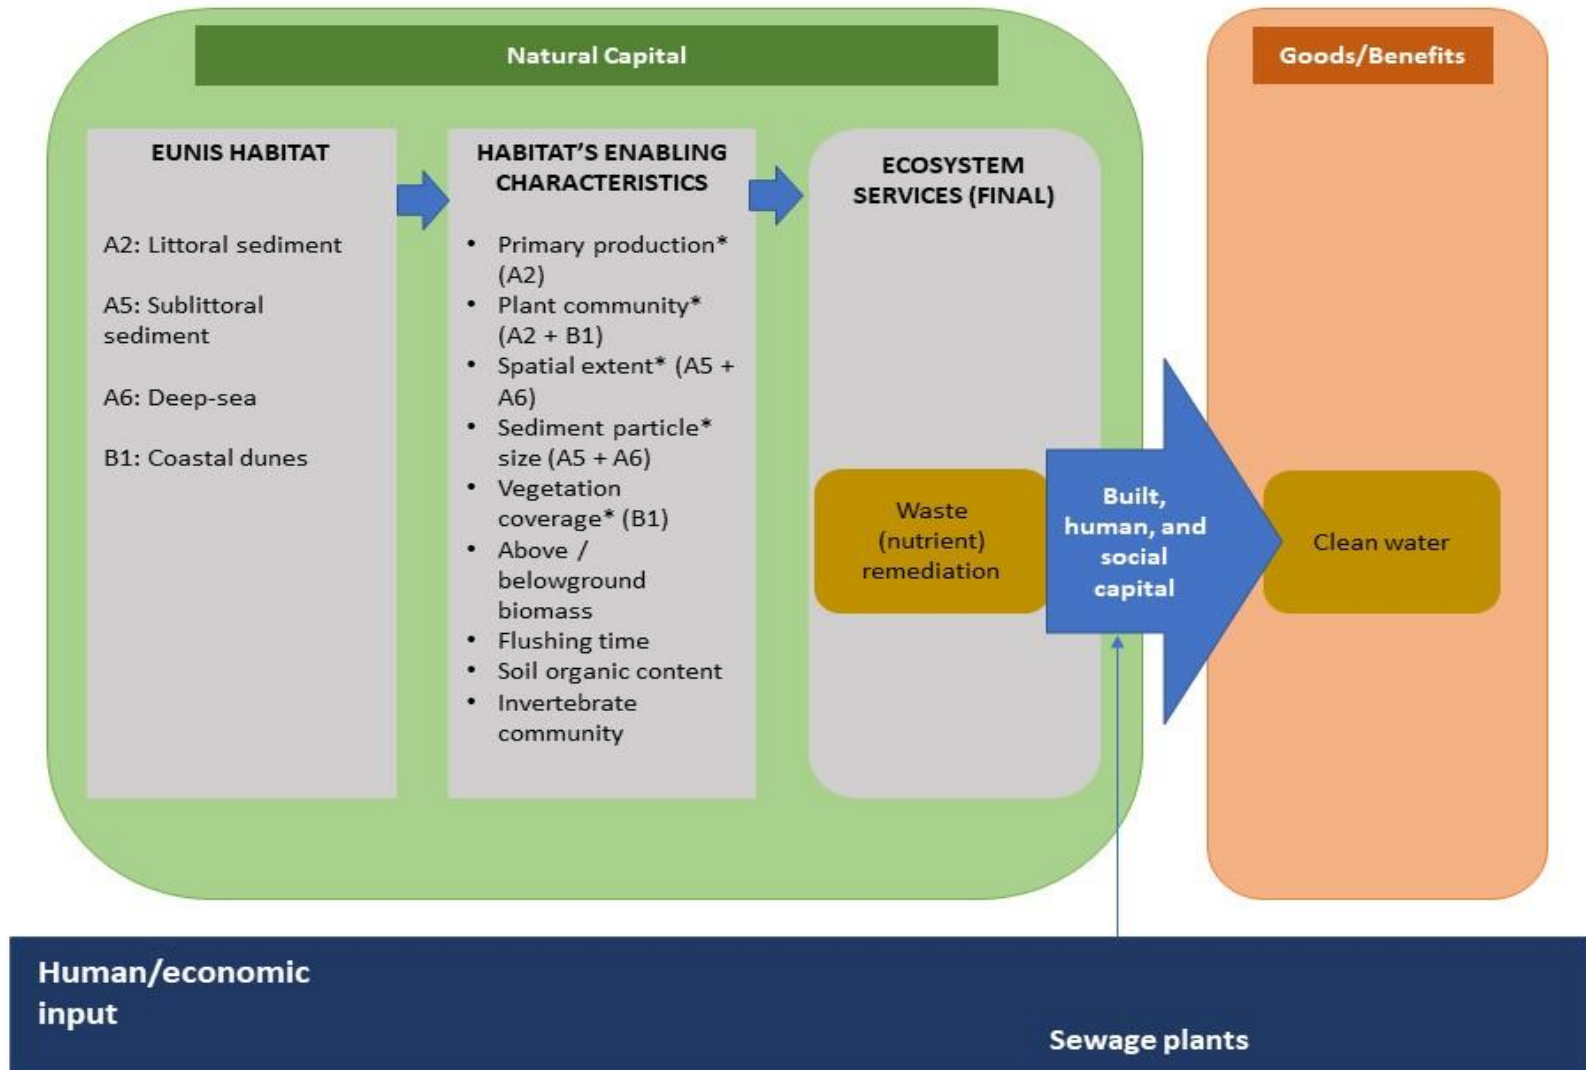 Natural Capital
Goods/Benefits
EUNIS HABITAT
A2: Littoral sediment
A5: Sublittoral
sediment
A6: Deep-sea
B1: Coastal dunes
HABITAT’S ENABLING
CHARACTERISTICS
• Primary production*
(A2)
• Plant community*
(A2 + B1)
• Spatial extent* (A5 +
A6)
• Sediment particle*
size (A5 + A6)
• Vegetation
coverage* (B1)
• Above /
belowground
biomass
• Flushing time
• Soil organic content
• Invertebrate
community
ECOSYSTEM
SERVICES (FINAL)
Waste
(nutrient)
remediation
Built,
human, and
social
capital
Clean water
Human/economic
input
Sewage plants